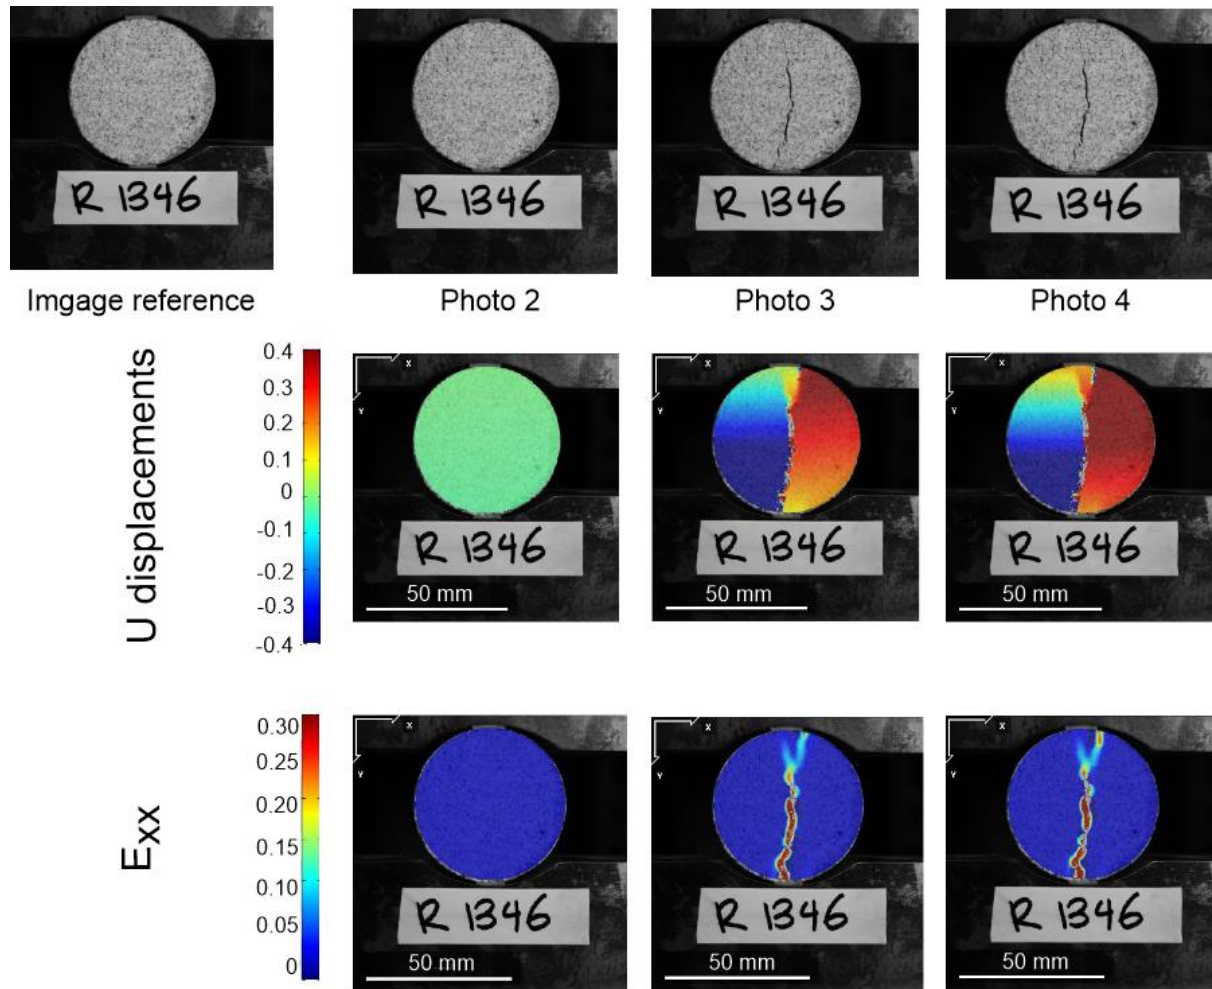 R 1346
R 1346
R 1346
R 1346
Imgage reference
Photo 2
Photo 3
Photo 4
U displacements
0.4
0.3
0.2
0.1
0
-0.1
-0.2
-0.3
-0.4
X
Y
R 1346
50 mm
X
Y
R 1346
50 mm
X
Y
R 1346
50 mm
Exx
0.30
0.25
0.20
0.15
0.10
0.05
0
X
Y
R 1346
50 mm
X
Y
R 1346
50 mm
X
Y
R 1346
50 mm